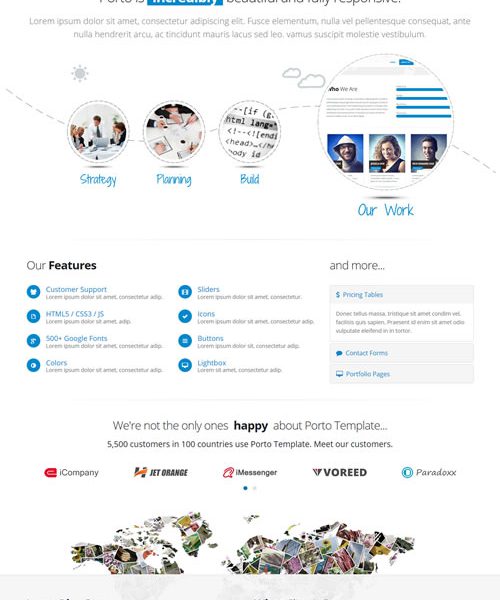 Porto is incredibly beautiful and fully responsive.
Lorem ipsum dolor sit amet, consectetur adipiscing elit. Fusce elementum, nulla vel pellentesque consequat, ante
nulla hendrerit arcu, ac tincidunt mauris lacus sed leo. vamus suscipit molestie vestibulum.
Who We Are
<!--[if (g
html lang=
<!--<![endi
<head>
body id
Strategy
Planning
Build
Our Work
Our Features
and more...
Customer Support
Lorem ipsum dolor sit amet, consectetur adip.
Sliders
Lorem ipsum dolor sit amet, consectetur.
HTML5 / CSS3 / JS
Lorem ipsum dolor sit amet, adip.
Icons
Lorem ipsum dolor sit amet, consectetur adip.
500+ Google Fonts
Lorem ipsum dolor sit amet, consectetur adip.
Buttons
Lorem ipsum dolor sit, consectetur adip.
Colors
Lorem ipsum dolor sit amet, consectetur adip.
Lightbox
Lorem ipsum dolor sit amet, consectetur adip.
$ Pricing Tables
Donec tellus massa, tristique sit amet condim vel,
facilisis quis sapien. Praesent id enim sit amet odio
vulputate eleifend in in tortor.
Contact Forms
Portfolio Pages
We're not the only ones happy about Porto Template...
5,500 customers in 100 countries use Porto Template. Meet our customers.
iCompany
JET ORANGE
iMessenger
VOREED
Paradoxx